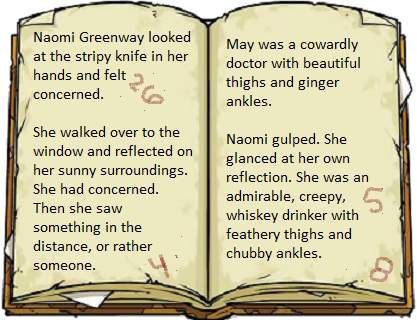 Naomi Greenway looked
at the stripy knife in her
hands and felt
concerned.
26
She walked over to the
window and reflected on
her sunny surroundings.
She had concerned.
Then she saw
something in the
distance, or rather
someone.
4
May was a cowardly
doctor with beautiful
thighs and ginger
ankles.
Naomi gulped. She
glanced at her own
reflection. She was an
admirable, creepy,
whiskey drinker with
feathery thighs and
chubby ankles.
5
8